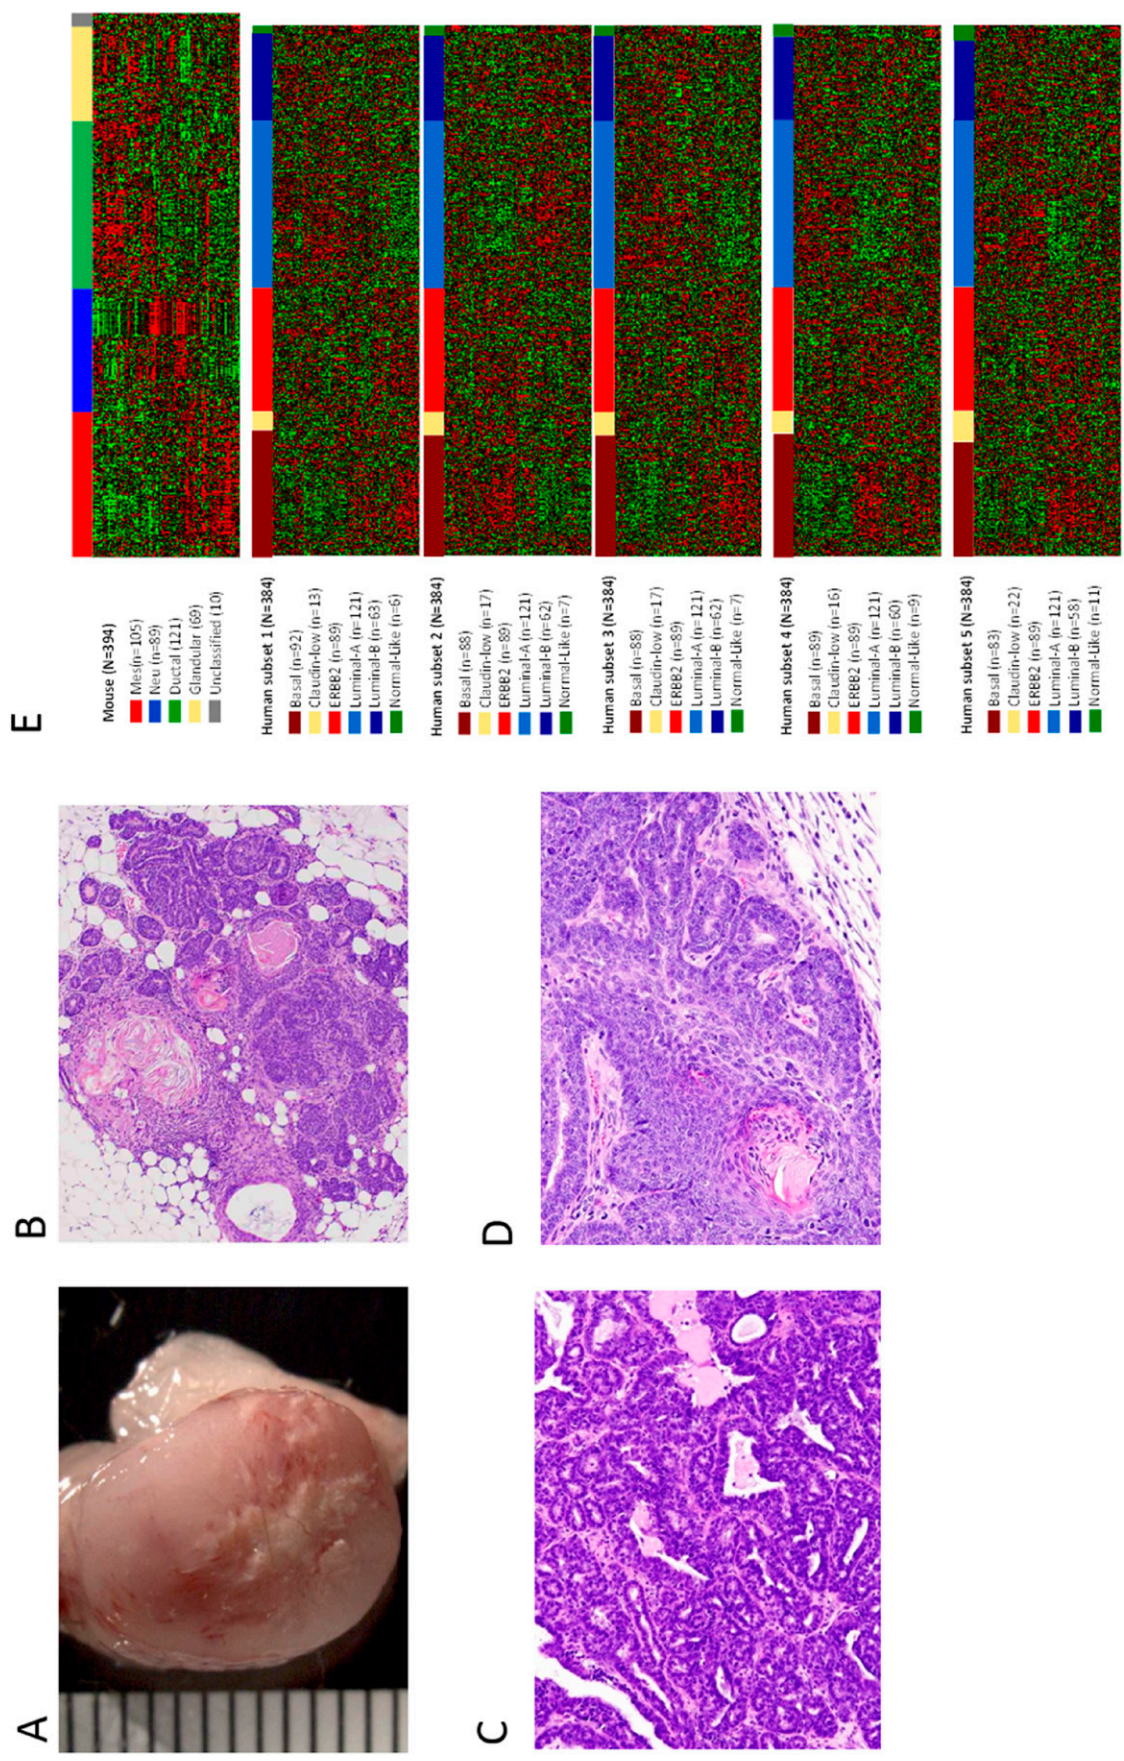 A
B
C
D
E
Mouse (N=394)
Mes(n=105)
Neu (n=89)
Ductal (121)
Glandular (69)
Unclassified (10)
Human subset 1 (N=384)
Basal (n=92)
Claudin-low (n=13)
ERBB2 (n=89)
Luminal-A (n=121)
Luminal-B (n=63)
Normal-Like (n=6)
Human subset 2 (N=384)
Basal (n=88)
Claudin-low (n=17)
ERBB2 (n=89)
Luminal-A (n=121)
Luminal-B (n=62)
Normal-Like (n=7)
Human subset 3 (N=384)
Basal (n=88)
Claudin-low (n=17)
ERBB2 (n=89)
Luminal-A (n=121)
Luminal-B (n=62)
Normal-Like (n=7)
Human subset 4 (N=384)
Basal (n=89)
Claudin-low (n=16)
ERBB2 (n=89)
Luminal-A (n=121)
Luminal-B (n=60)
Normal-Like (n=9)
Human subset 5 (N=384)
Basal (n=83)
Claudin-low (n=22)
ERBB2 (n=89)
Luminal-A (n=121)
Luminal-B (n=58)
Normal-Like (n=11)